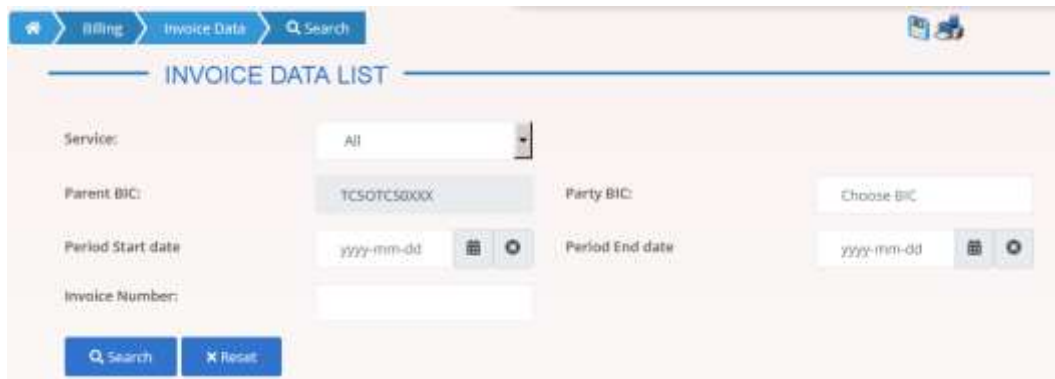 Billing Invoice Data Search
INVOICE DATA LIST
Service: All
Parent BIC: Party BIC: Choose BIC
Period Start date yyyy-mm-dd Period End date yyyy-mm-dd
Invoice Number:
Search Reset